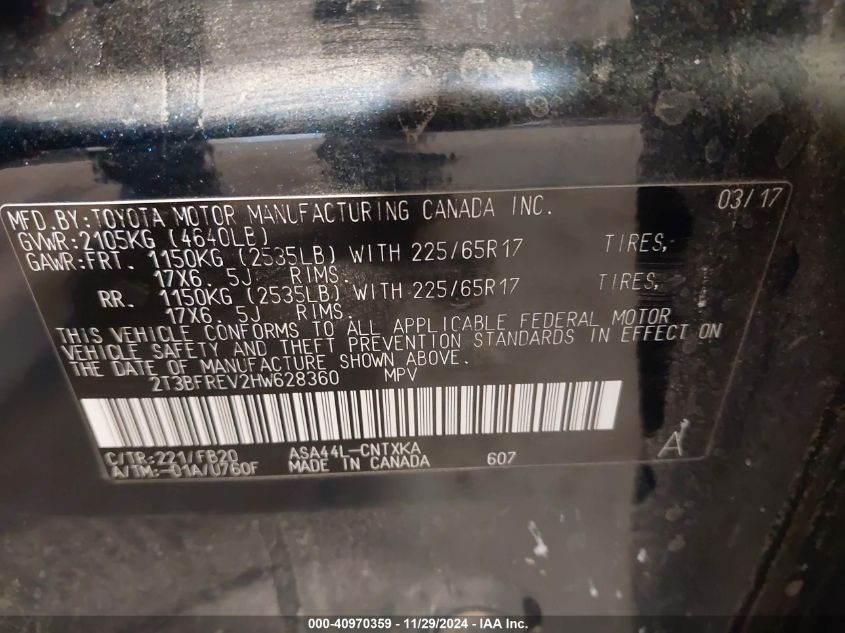 MFD.BY:TOYOTA MOTOR MANUFACTURING CANADA INC. 03/17
GVWR:2105KG (4640LB)
GAWR:FRT. 1150KG (2535LB) WITH 225/65R17 TIRES,
17X6. 5J RIMS.
RR. 1150KG (2535LB) WITH 225/65R17 TIRES,
17X6. 5J RIMS.
THIS VEHICLE CONFORMS TO ALL APPLICABLE FEDERAL MOTOR
VEHICLE SAFETY AND THEFT PREVENTION STANDARDS IN EFFECT ON
THE DATE OF MANUFACTURE SHOWN ABOVE.
2T3BFREV2HW628360 MPV
C/TR:221/FB20 ASA44L-CNTXKA A
A/TM:-01A/U760F MADE IN CANADA 607
000-40970359 - 11/29/2024 - IAA Inc.